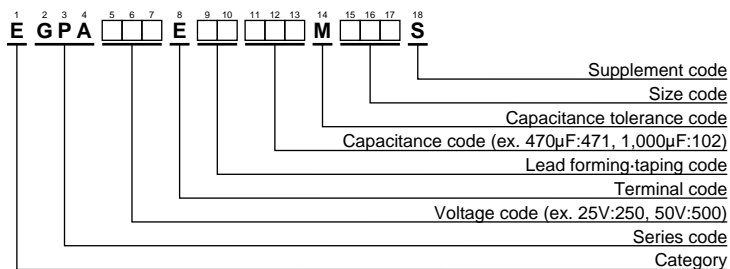 1 2 3 4 5 6 7 8 9 10 11 12 13 14 15 16 17 18
E GPA E M S
Supplement code
Size code
Capacitance tolerance code
Capacitance code (ex. 470µF:471, 1,000µF:102)
Lead forming·taping code
Terminal code
Voltage code (ex. 25V:250, 50V:500)
Series code
Category